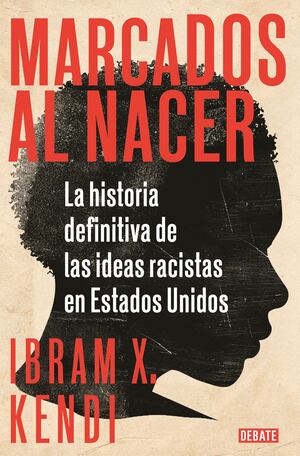 MARCADOS
AL NACER
La historia
definitiva de
las ideas racistas
en Estados Unidos
IBRAM X.
KENDI
DEBATE